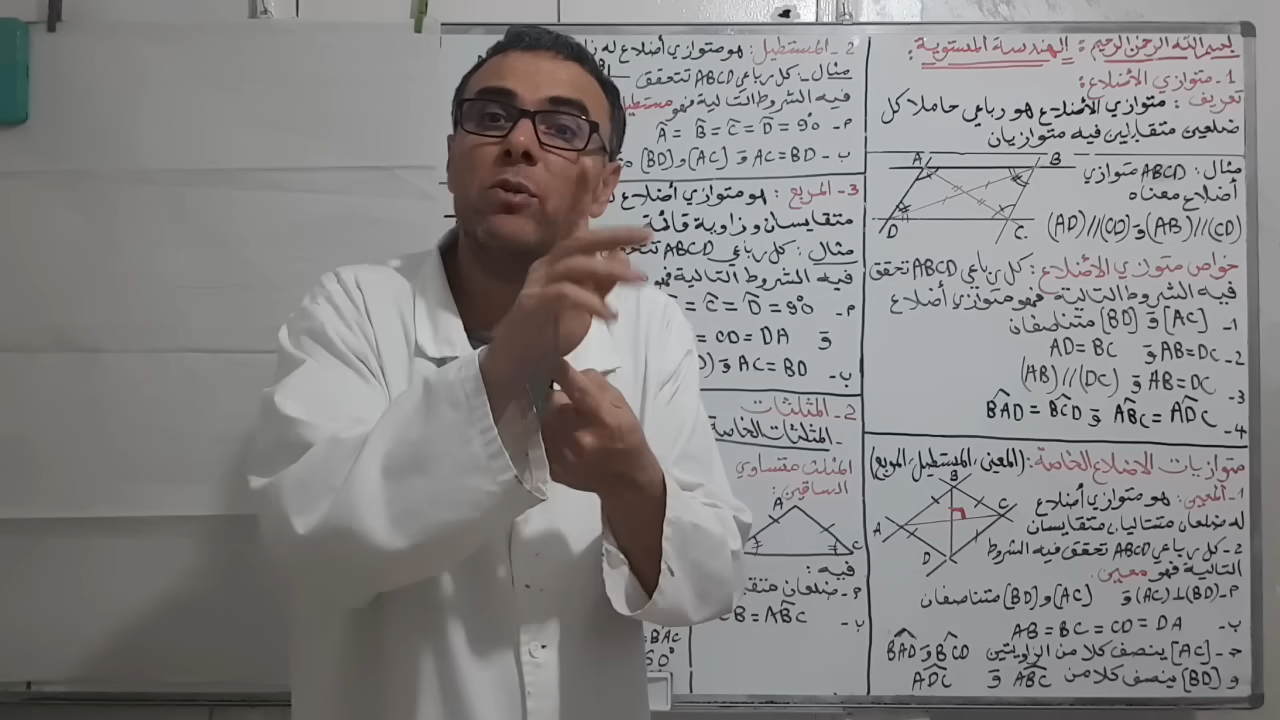 بسم الله الرحمن الرحيم : الهندسة المستوية :
1- متوازي الأضلاع :
تعريف : متوازي الأضلاع هو رباعي حاملا كل
ضلعين متقابلين فيه متوازيان
مثال : ABCD متوازي
أضلاع معناه
(AB)//(CD) و (AD)//(CD)
A
B
D
C
خواص متوازي الأضلاع : كل رباعي ABCD تحقق
فيه الشروط التالية فهو متوازي أضلاع
1- [AC] و [BD] متناصفان
2- AB=DC و AD=BC
3- AB=DC و (AB)//(DC)
4- ABC=ADC و BAD=BCD
متوازيات الاضلاع الخاصة : (المعين، المستطيل، المربع)
1- المعين : هو متوازي أضلاع
له ضلعان متتاليان متقايسان
B
A
C
D
2- كل رباعي ABCD تحقق فيه الشروط
التالية فهو معين
م- (AC)⊥(BD) و [AC] و [BD] متناصفان
ب- AB=BC=CD=DA
ج- [AC] ينصف كلا من الزاويتين BCD و BAD
و [BD] ينصف كلا من ABC و ADC
2- المستطيل : هو متوازي أضلاع له
مثال : كل رباعي ABCD تتحقق
فيه الشروط التالية فهو مستطيل
م- A=B=C=D=90°
ب- AC=BD و [AC] و [BD]
3- المربع : هو متوازي أضلاع
متقايسان وزاوية قائمة
مثال : كل رباعي ABCD
فيه الشروط التالية فهو
م- = C = D = 90°
و = CD = DA
ب- AC=BD و
2- المثلثات
- المثلثات الخاصة
المثلث متساوي
الساقين :
A
C
فيه :
م- ضلعان
ب- B = ABC
BAC
60°